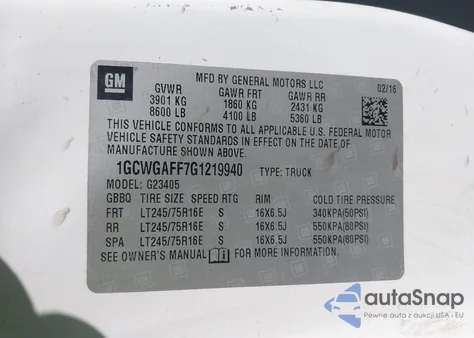 GM
MFD BY GENERAL MOTORS LLC
02/16
GVWR GAWR FRT GAWR RR
3901 KG 1860 KG 2431 KG
8600 LB 4100 LB 5360 LB
THIS VEHICLE CONFORMS TO ALL APPLICABLE U.S. FEDERAL MOTOR
VEHICLE SAFETY STANDARDS IN EFFECT ON THE DATE OF
MANUFACTURE SHOWN ABOVE.
1GCWGAFF7G1219940 TYPE: TRUCK
MODEL: G23405
GBBQ TIRE SIZE SPEED RTG RIM COLD TIRE PRESSURE
FRT LT245/75R16E S 16X6.5J 340KPA(50PSI)
RR LT245/75R16E S 16X6.5J 550KPA(80PSI)
SPA LT245/75R16E S 16X6.5J 550KPA(80PSI)
SEE OWNER'S MANUAL FOR MORE INFORMATION.
autoSnap
Pewne auta z aukcji USA i EU